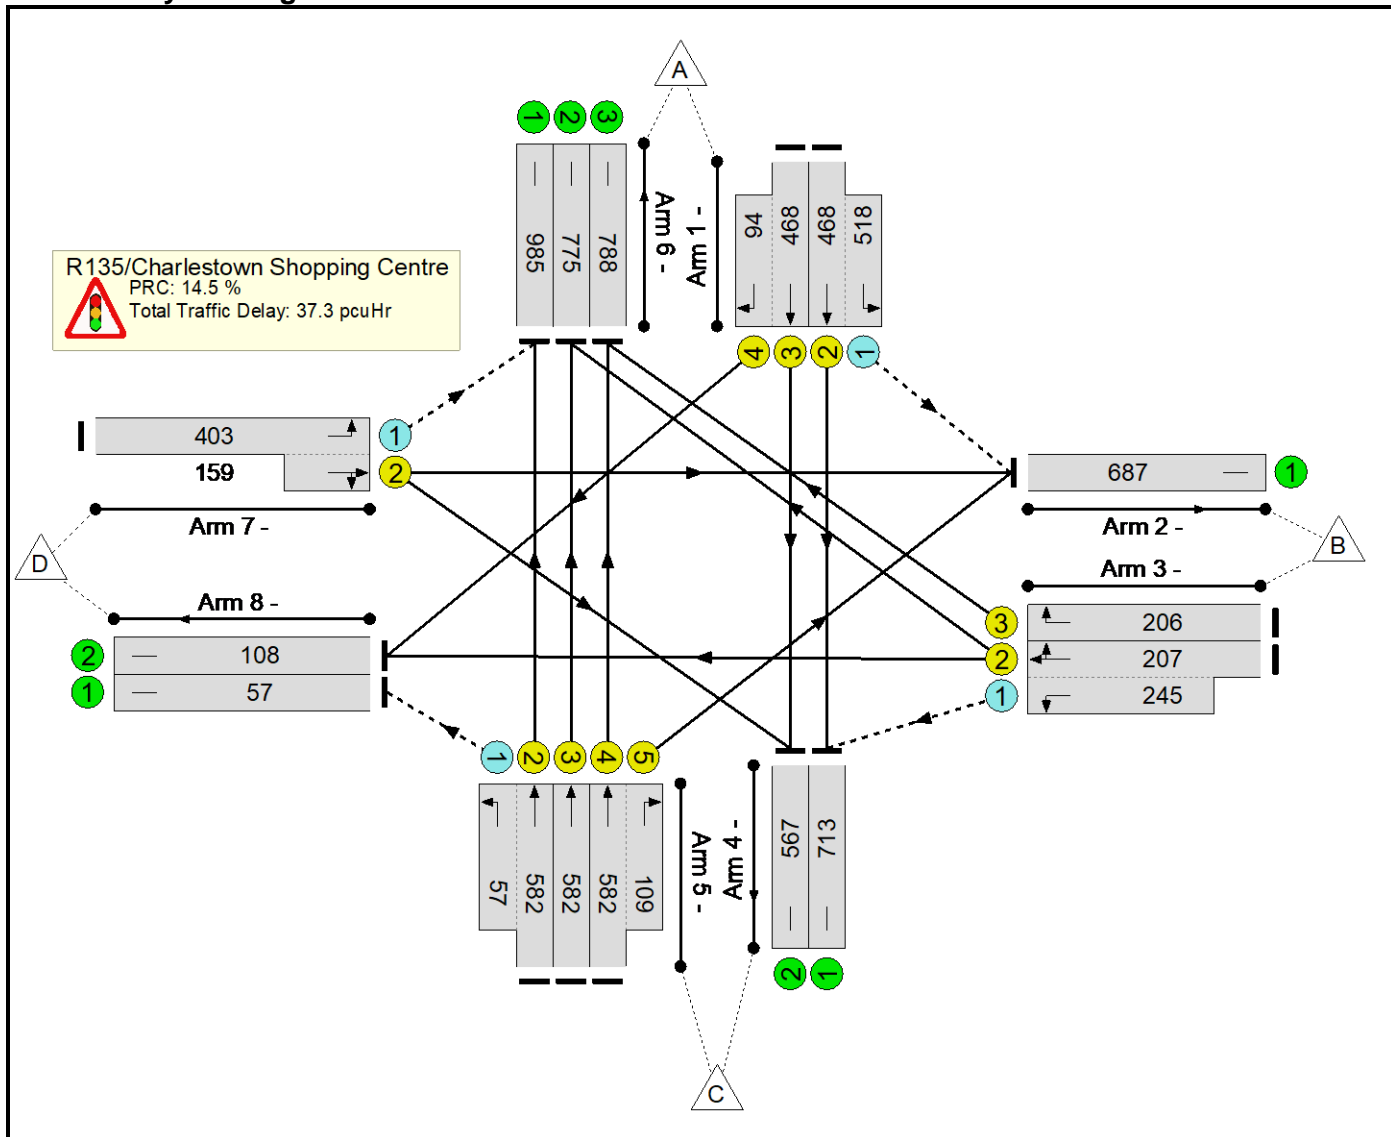 A
1 2 3
985 775 788
Arm 6 -
Arm 1 -
94 468 468 518
4 3 2 1
R135/Charlestown Shopping Centre
PRC: 14.5 %
Total Traffic Delay: 37.3 pcuHr
403 1
159 2
Arm 7 -
D
Arm 8 -
2 108
1 57
687 1
Arm 2 -
B
Arm 3 -
3 206
2 207
1 245
1 2 3 4 5
57 582 582 582 109
Arm 5 -
Arm 4 -
567 713
2 1
C